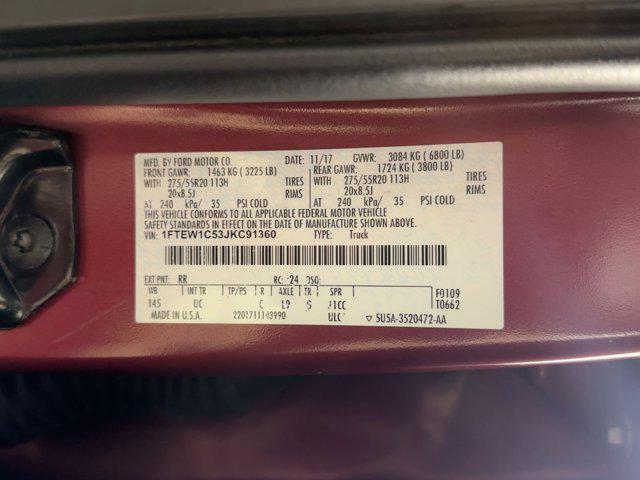 MFD. BY FORD MOTOR CO. DATE: 11/17 GVWR: 3084 KG ( 6800 LB)
FRONT GAWR: 1463 KG ( 3225 LB) REAR GAWR: 1724 KG ( 3800 LB)
WITH 275/55R20 113H TIRES WITH 275/55R20 113H TIRES
20x8.5J RIMS 20x8.5J RIMS
AT 240 kPa/ 35 PSI COLD AT 240 kPa/ 35 PSI COLD
THIS VEHICLE CONFORMS TO ALL APPLICABLE FEDERAL MOTOR VEHICLE
SAFETY STANDARDS IN EFFECT ON THE DATE OF MANUFACTURE SHOWN ABOVE.
VIN: 1FTEW1C53JKC91360 TYPE: Truck
EXT PNT: RR RC: 24 DSO:
WB INT TR TP/PS R AXLE TR SPR F0109
145 UC L9 T0662
MADE IN U.S.A. ▽ 5U5A-3520472-AA